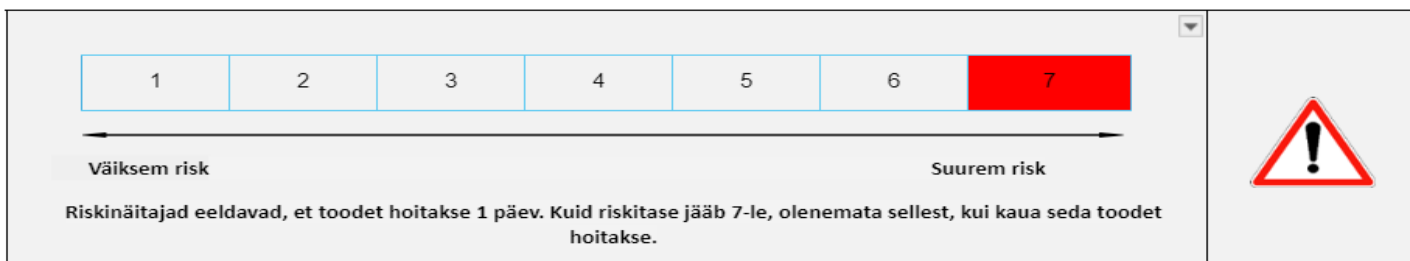 1 2 3 4 5 6 7
Väiksem risk Suurem risk
Riskinäitajad eeldavad, et toodet hoitakse 1 päev. Kuid riskitase jääb 7-le, olenemata sellest, kui kaua seda toodet
hoitakse.